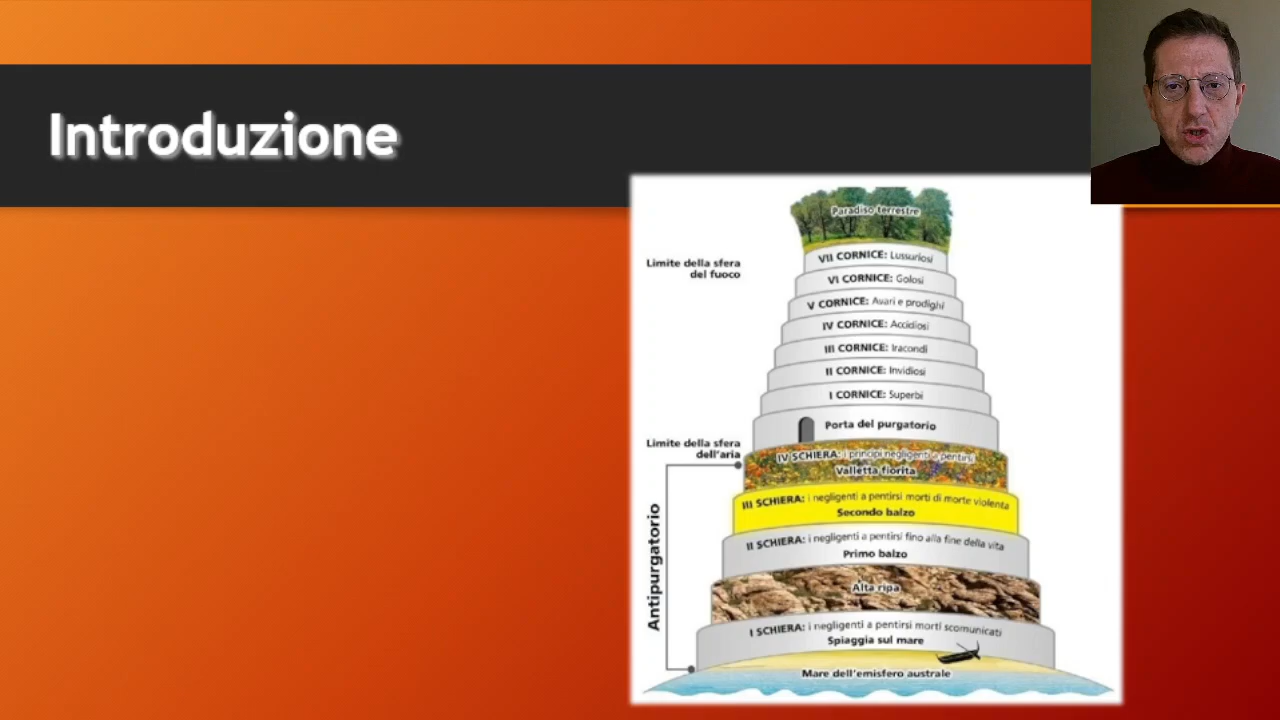 Introduzione
Paradiso terrestre
Limite della sfera
del fuoco
VII CORNICE: Lussuriosi
VI CORNICE: Golosi
V CORNICE: Avari e prodighi
IV CORNICE: Accidiosi
III CORNICE: Iracondi
II CORNICE: Invidiosi
I CORNICE: Superbi
Porta del purgatorio
Limite della sfera
dell'aria
IV SCHIERA: i principi negligenti a pentirsi
Valletta fiorita
III SCHIERA: i negligenti a pentirsi morti di morte violenta
Secondo balzo
II SCHIERA: i negligenti a pentirsi fino alla fine della vita
Primo balzo
Antipurgatorio
Alta ripa
I SCHIERA: i negligenti a pentirsi morti scomunicati
Spiaggia sul mare
Mare dell'emisfero australe